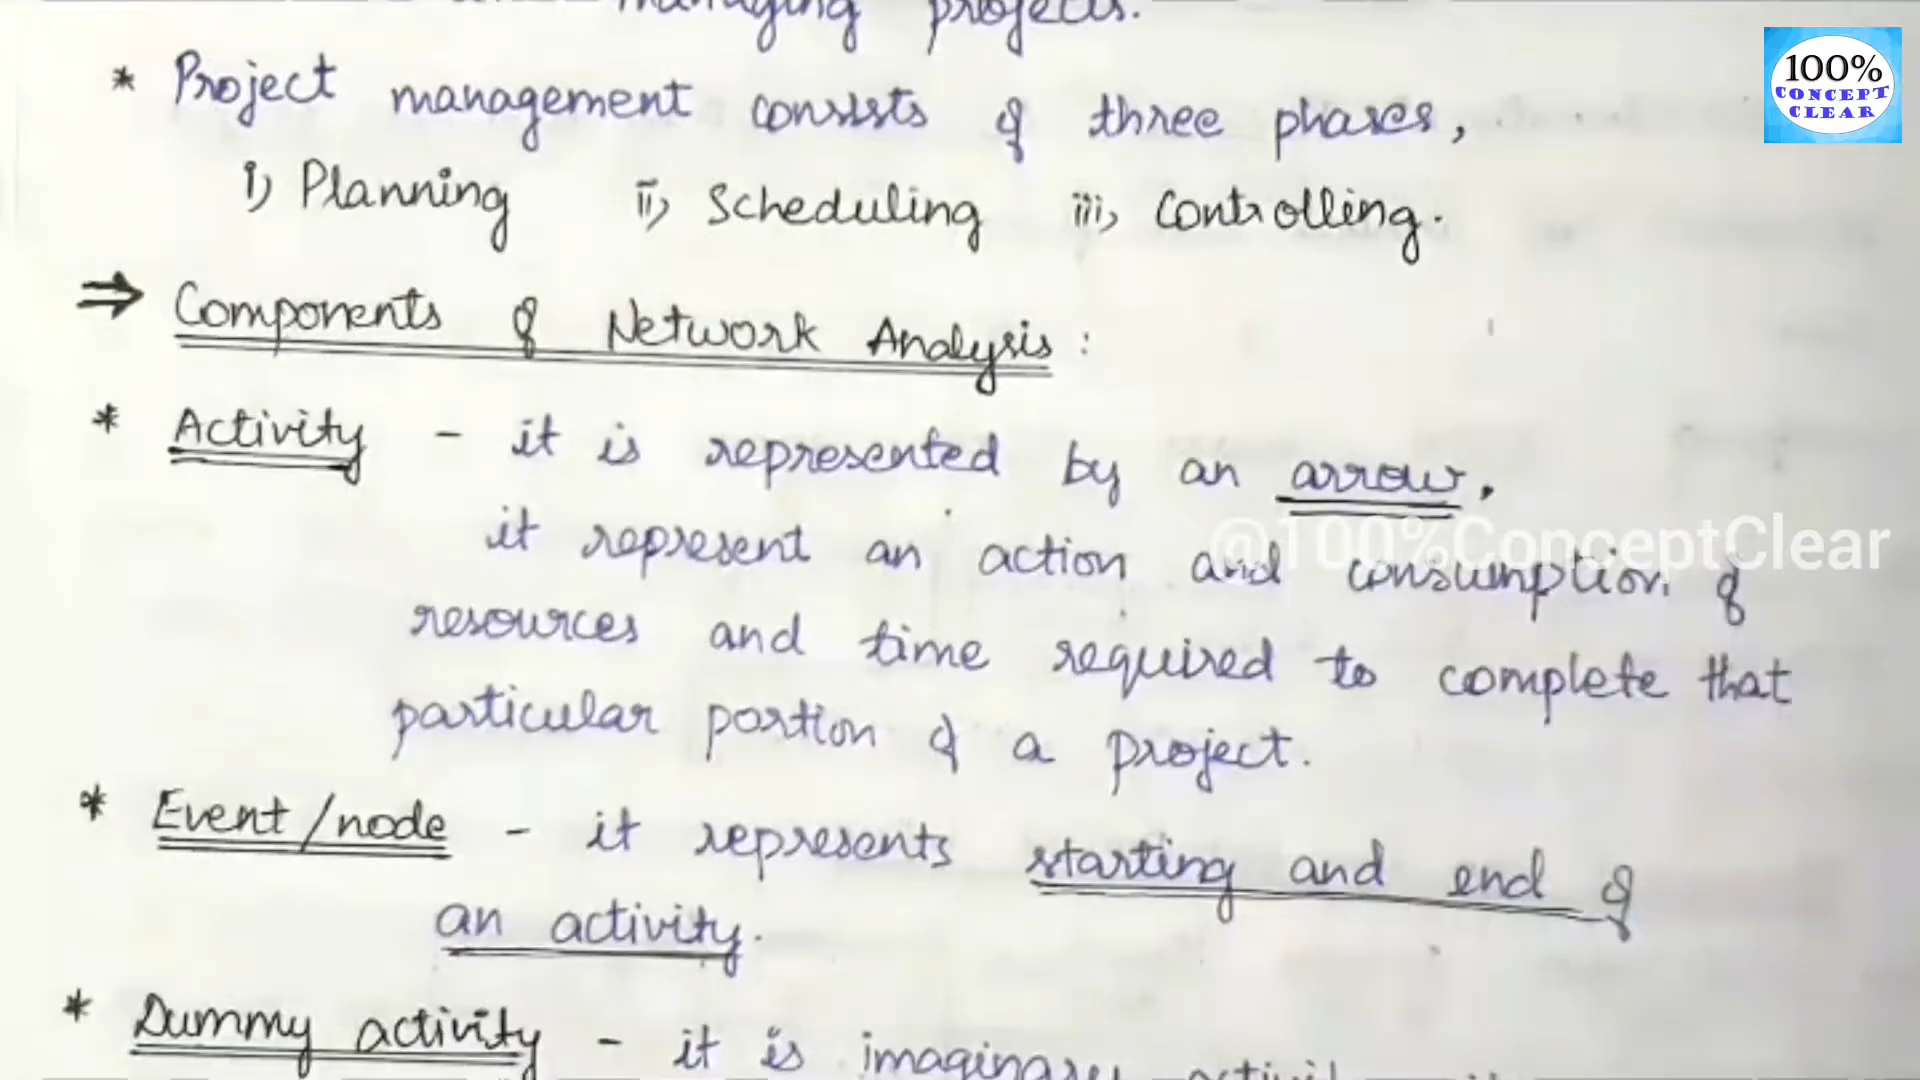 managing projects.
* Project management consists of three phases,
i) Planning ii) Scheduling iii) Controlling.
⇒ Components of Network Analysis :
* Activity - it is represented by an arrow.
it represent an action and consumption of
resources and time required to complete that
particular portion of a project.
* Event/node - it represents starting and end of
an activity.
* Dummy activity - it is imaginary
100%
CONCEPT
CLEAR
@100%ConceptClear